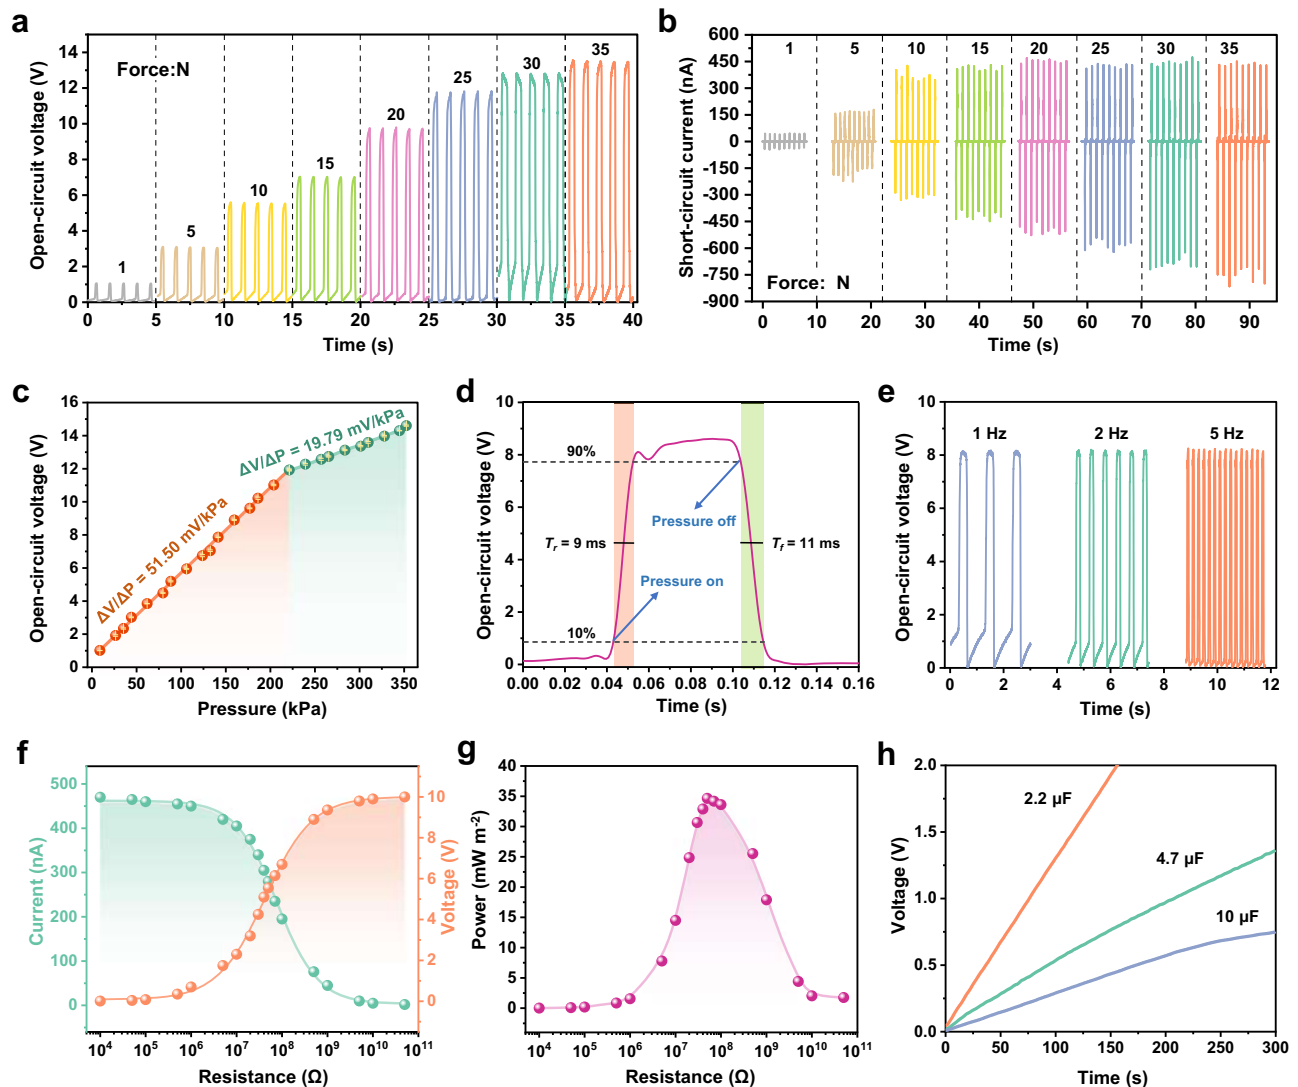 a
Open-circuit voltage (V)
14
12
10
8
6
4
2
0
Force:N
1
5
10
15
20
25
30
35
0 5 10 15 20 25 30 35 40
Time (s)
b
Short-circuit current (nA)
600
450
300
150
0
-150
-300
-450
-600
-750
-900
1 5 10 15 20 25 30 35
Force: N
0 10 20 30 40 50 60 70 80 90
Time (s)
c
Open-circuit voltage (V)
16
14
12
10
8
6
4
2
0
ΔV/ΔP = 51.50 mV/kPa
ΔV/ΔP = 19.79 mV/kPa
0 50 100 150 200 250 300 350
Pressure (kPa)
d
Open-circuit voltage (V)
10
8
6
4
2
0
90%
Pressure off
Tr = 9 ms
Tf = 11 ms
Pressure on
10%
0.00 0.02 0.04 0.06 0.08 0.10 0.12 0.14 0.16
Time (s)
e
Open-circuit voltage (V)
10
8
6
4
2
0
1 Hz 2 Hz 5 Hz
0 2 4 6 8 10 12
Time (s)
f
Current (nA)
500
400
300
200
100
0
Voltage (V)
10
8
6
4
2
0
10⁴ 10⁵ 10⁶ 10⁷ 10⁸ 10⁹ 10¹⁰ 10¹¹
Resistance (Ω)
g
Power (mW m⁻²)
40
35
30
25
20
15
10
5
0
10⁴ 10⁵ 10⁶ 10⁷ 10⁸ 10⁹ 10¹⁰ 10¹¹
Resistance (Ω)
h
Voltage (V)
2.0
1.5
1.0
0.5
0.0
2.2 μF
4.7 μF
10 μF
0 50 100 150 200 250 300
Time (s)